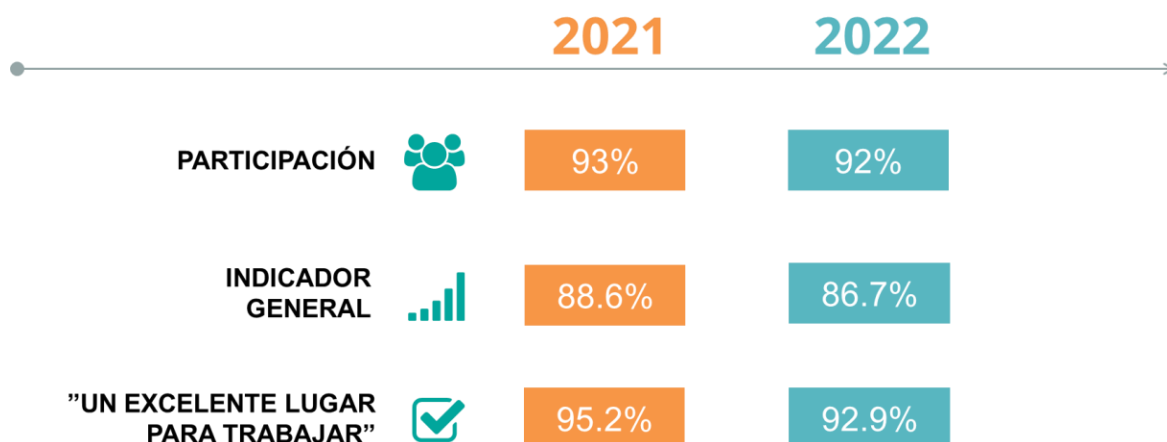 2021 2022
PARTICIPACIÓN 93% 92%
INDICADOR
GENERAL 88.6% 86.7%
”UN EXCELENTE LUGAR
PARA TRABAJAR” 95.2% 92.9%